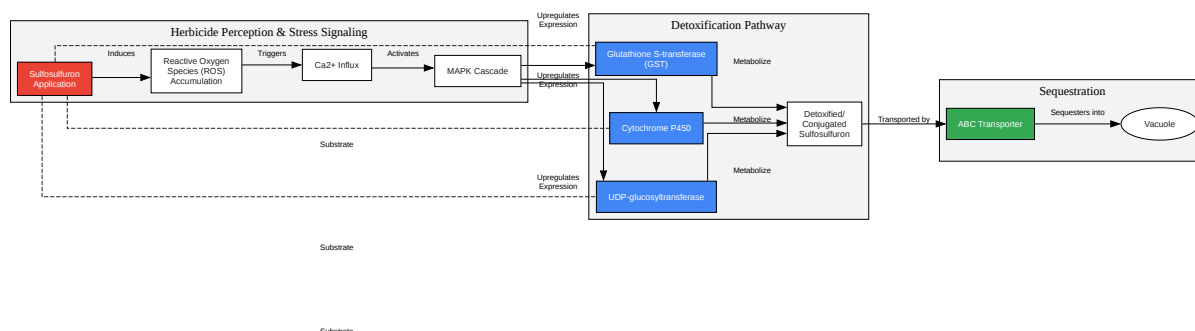 Herbicide Perception & Stress Signaling
Sulfosulfuron
Application
Induces
Reactive Oxygen
Species (ROS)
Accumulation
Triggers
Ca2+ Influx
Activates
MAPK Cascade
Upregulates
Expression
Upregulates
Expression
Upregulates
Expression
Detoxification Pathway
Glutathione S-transferase
(GST)
Cytochrome P450
UDP-glucosyltransferase
Metabolize
Metabolize
Metabolize
Detoxified/
Conjugated
Sulfosulfuron
Transported by
Sequestration
ABC Transporter
Sequesters into
Vacuole
Substrate
Substrate
Substrate